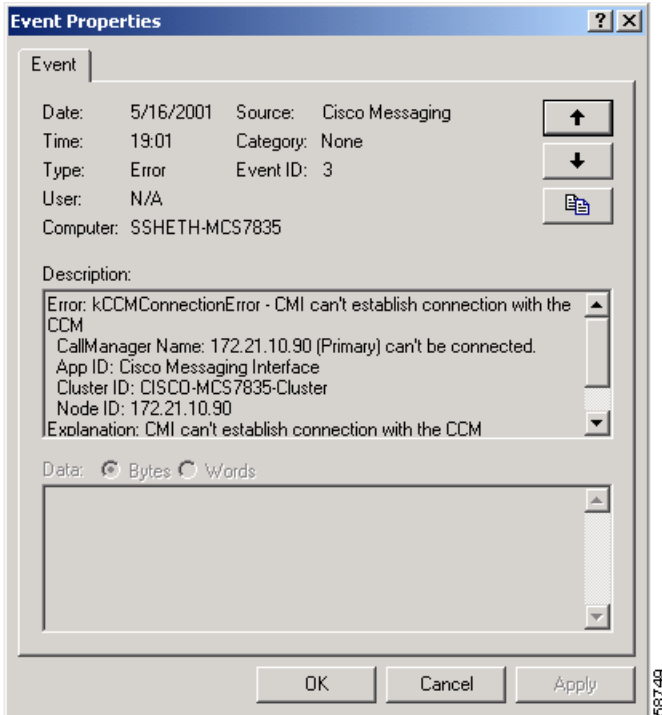 Event Properties
Event
Date: 5/16/2001 Source: Cisco Messaging
Time: 19:01 Category: None
Type: Error Event ID: 3
User: N/A
Computer: SSHETH-MCS7835
Description:
Error: kCCMConnectionError - CMI can't establish connection with the
CCM
CallManager Name: 172.21.10.90 (Primary) can't be connected.
App ID: Cisco Messaging Interface
Cluster ID: CISCO-MCS7835-Cluster
Node ID: 172.21.10.90
Explanation: CMI can't establish connection with the CCM
Data: Bytes Words
OK Cancel Apply
58749